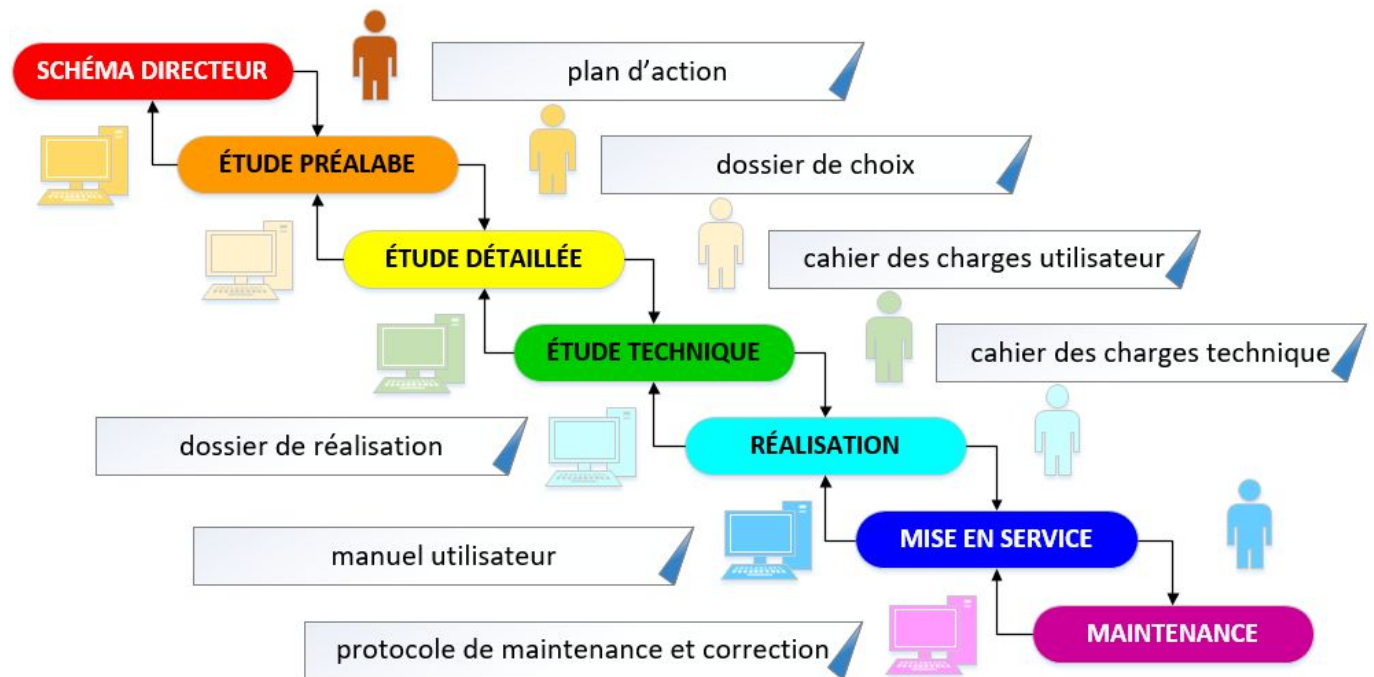 SCHÉMA DIRECTEUR
plan d’action
ÉTUDE PRÉALABE
dossier de choix
ÉTUDE DÉTAILLÉE
cahier des charges utilisateur
ÉTUDE TECHNIQUE
cahier des charges technique
dossier de réalisation
RÉALISATION
manuel utilisateur
MISE EN SERVICE
protocole de maintenance et correction
MAINTENANCE